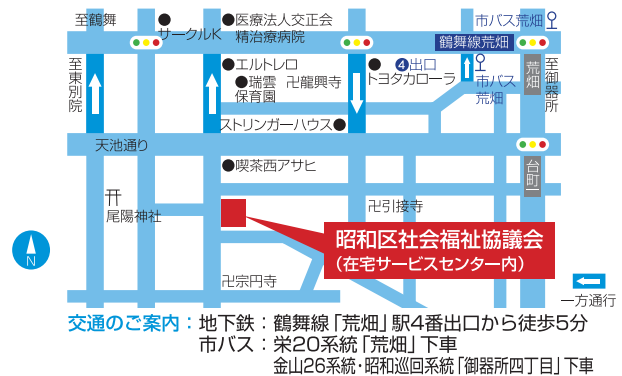 至鶴舞
医療法人交正会
精治療病院
サークルK
市バス荒畑
鶴舞線荒畑
至東別院
エルトレロ
瑞雲
保育園
卍龍興寺
4出口
トヨタカローラ
市バス
荒畑
荒畑
至御器所
ストリンガーハウス
天池通り
喫茶西アサヒ
台町一
尾陽神社
卍引接寺
昭和区社会福祉協議会
(在宅サービスセンター内)
N
卍宗円寺
一方通行
交通のご案内:地下鉄:鶴舞線「荒畑」駅4番出口から徒歩5分
市バス:栄20系統「荒畑」下車
金山26系統・昭和巡回系統「御器所四丁目」下車